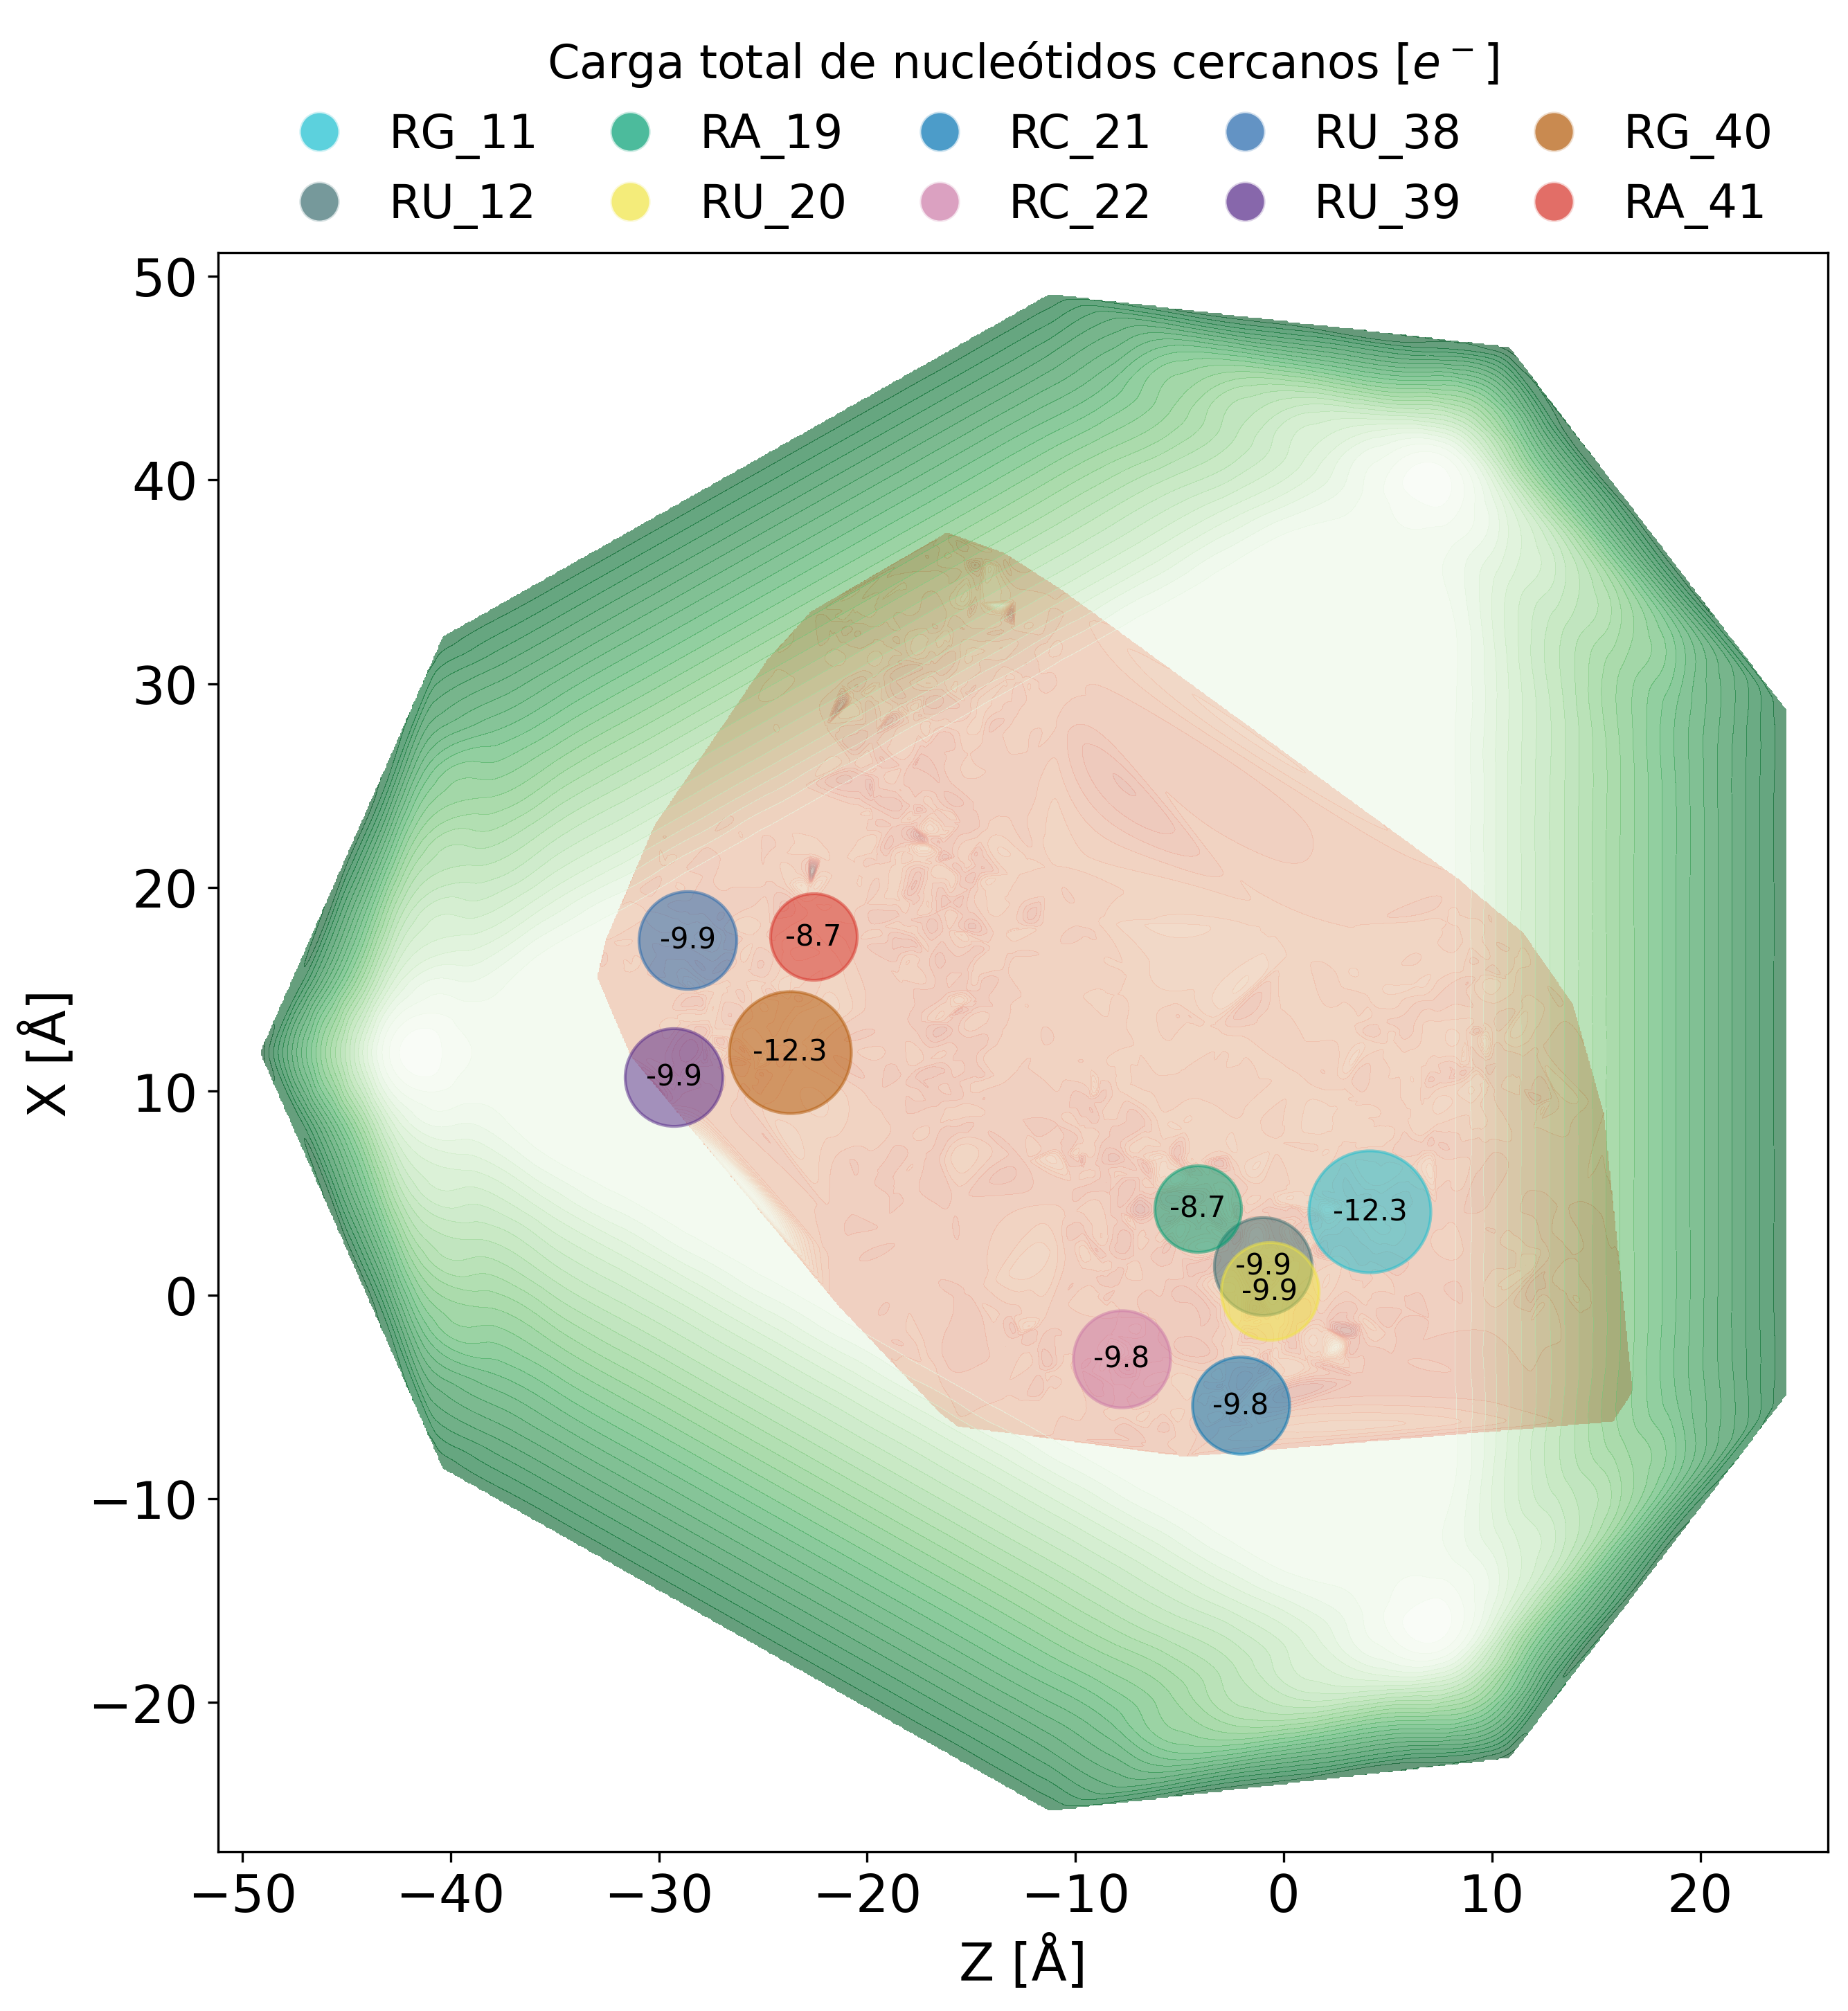 Carga total de nucleótidos cercanos [e⁻]
RG_11 RA_19 RC_21 RU_38 RG_40
RU_12 RU_20 RC_22 RU_39 RA_41
50
40
30
20
10
0
−10
−20
X [Å]
-9.9 -8.7
-12.3
-9.9
-8.7 -12.3
-9.9
-9.9
-9.8
-9.8
−50 −40 −30 −20 −10 0 10 20
Z [Å]